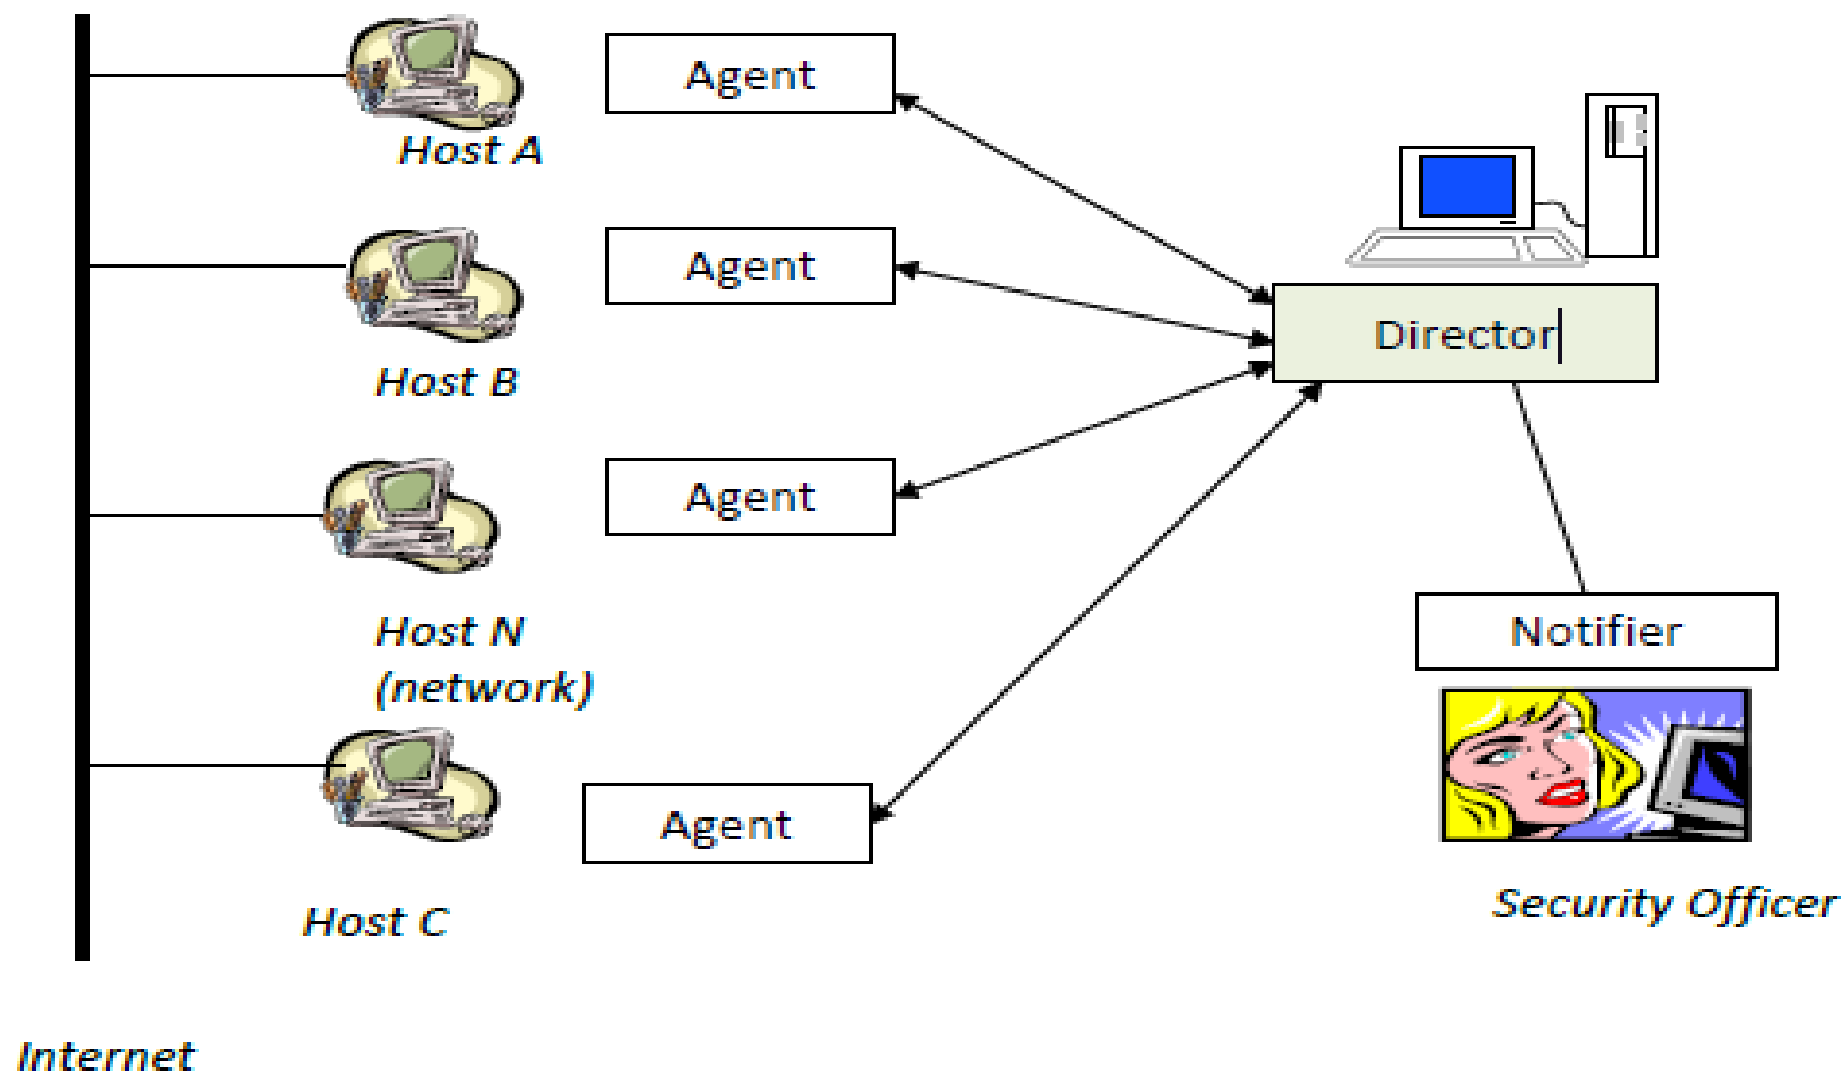 Agent
Host A
Agent
Director
Host B
Agent
Host N
(network)
Notifier
Agent
Host C
Security Officer
Internet